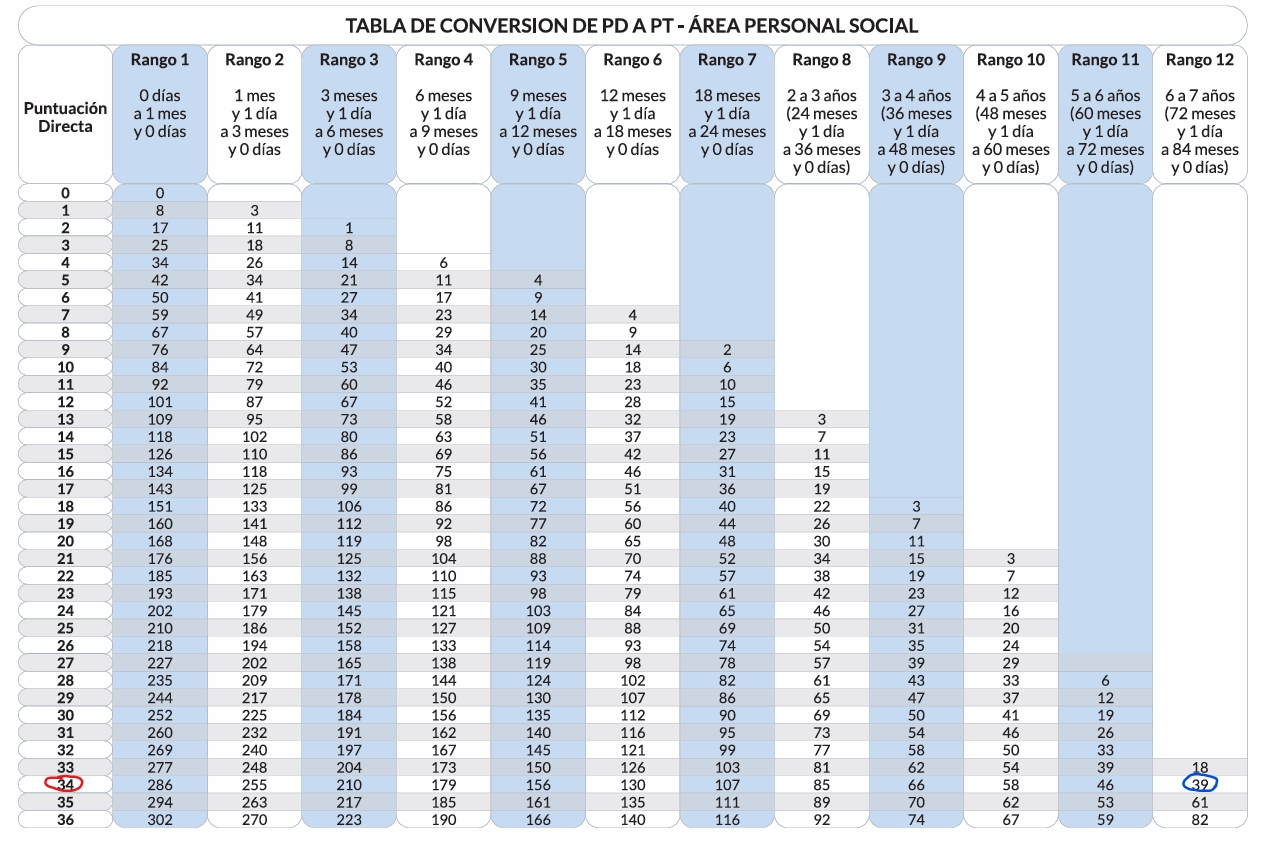 TABLA DE CONVERSION DE PD A PT - ÁREA PERSONAL SOCIAL
Puntuación Directa Rango 1 Rango 2 Rango 3 Rango 4 Rango 5 Rango 6 Rango 7 Rango 8 Rango 9 Rango 10 Rango 11 Rango 12
0 días 1 mes 3 meses 6 meses 9 meses 12 meses 18 meses 2 a 3 años 3 a 4 años 4 a 5 años 5 a 6 años 6 a 7 años
a 1 mes y 1 día y 1 día y 1 día y 1 día y 1 día y 1 día (24 meses (36 meses (48 meses (60 meses (72 meses
y 0 días a 3 meses a 6 meses a 9 meses a 12 meses a 18 meses a 24 meses y 1 día y 1 día y 1 día y 1 día y 1 día
y 0 días y 0 días y 0 días y 0 días y 0 días y 0 días a 36 meses a 48 meses a 60 meses a 72 meses a 84 meses
y 0 días) y 0 días) y 0 días) y 0 días) y 0 días)
0 0
1 8 3
2 17 11 1
3 25 18 8
4 34 26 14 6
5 42 34 21 11 4
6 50 41 27 17 9
7 59 49 34 23 14 4
8 67 57 40 29 20 9
9 76 64 47 34 25 14 2
10 84 72 53 40 30 18 6
11 92 79 60 46 35 23 10
12 101 87 67 52 41 28 15
13 109 95 73 58 46 32 19 3
14 118 102 80 63 51 37 23 7
15 126 110 86 69 56 42 27 11
16 134 118 93 75 61 46 31 15
17 143 125 99 81 67 51 36 19
18 151 133 106 86 72 56 40 22 3
19 160 141 112 92 77 60 44 26 7
20 168 148 119 98 82 65 48 30 11
21 176 156 125 104 88 70 52 34 15 3
22 185 163 132 110 93 74 57 38 19 7
23 193 171 138 115 98 79 61 42 23 12
24 202 179 145 121 103 84 65 46 27 16
25 210 186 152 127 109 88 69 50 31 20
26 218 194 158 133 114 93 74 54 35 24
27 227 202 165 138 119 98 78 57 39 29
28 235 209 171 144 124 102 82 61 43 33 6
29 244 217 178 150 130 107 86 65 47 37 12
30 252 225 184 156 135 112 90 69 50 41 19
31 260 232 191 162 140 116 95 73 54 46 26
32 269 240 197 167 145 121 99 77 58 50 33
33 277 248 204 173 150 126 103 81 62 54 39 18
34 286 255 210 179 156 130 107 85 66 58 46 39
35 294 263 217 185 161 135 111 89 70 62 53 61
36 302 270 223 190 166 140 116 92 74 67 59 82